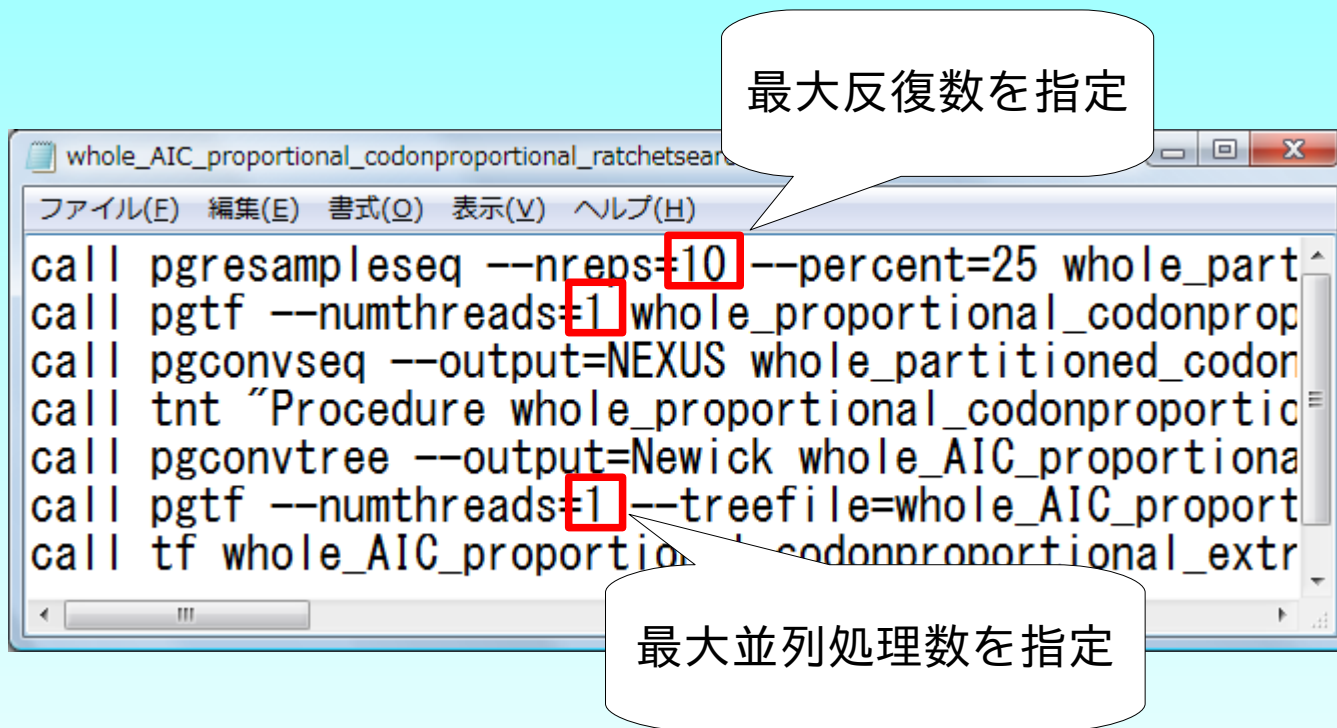 最大反復数を指定
whole_AIC_proportional_codonproportional_ratchetsear
ファイル(F) 編集(E) 書式(O) 表示(V) ヘルプ(H)
call pgresampleseq --nreps=10 --percent=25 whole_part
call pgtf --numthreads=1 whole_proportional_codonprop
call pgconvseq --output=NEXUS whole_partitioned_codon
call tnt "Procedure whole_proportional_codonproportio
call pgconvtree --output=Newick whole_AIC_proportiona
call pgtf --numthreads=1 --treefile=whole_AIC_proport
call tf whole_AIC_proportional_codonproportional_extr
最大並列処理数を指定